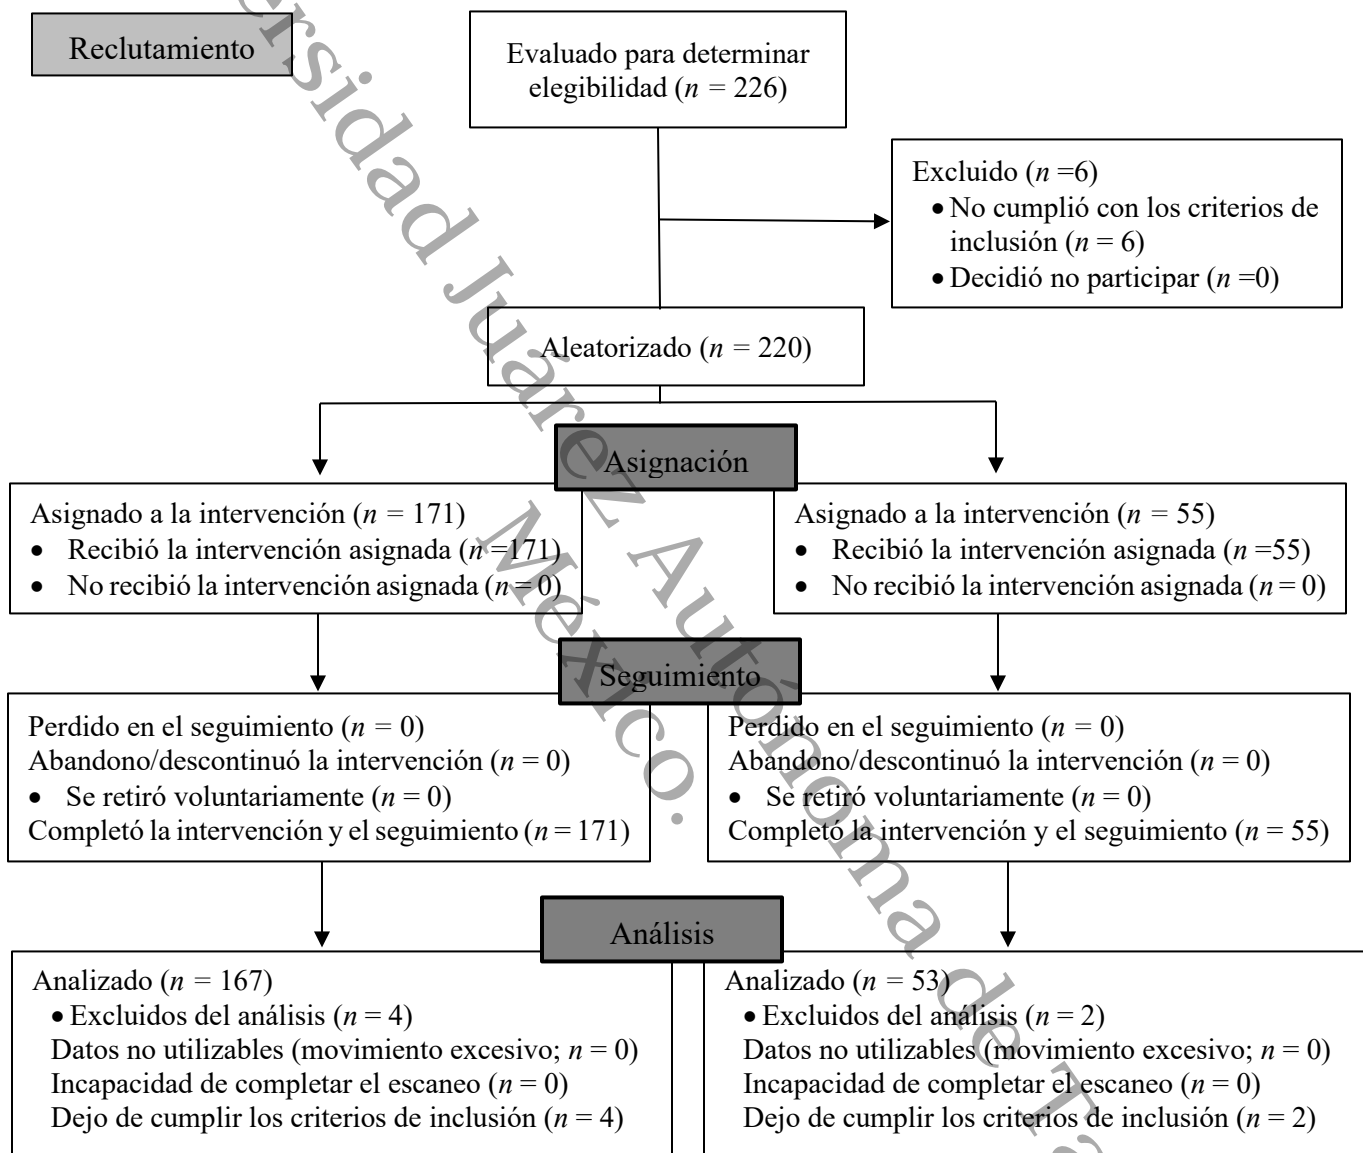 Reclutamiento
Evaluado para determinar
elegibilidad (n = 226)
Excluido (n =6)
• No cumplió con los criterios de
inclusión (n = 6)
• Decidió no participar (n =0)
Aleatorizado (n = 220)
Asignación
Asignado a la intervención (n = 171)
• Recibió la intervención asignada (n =171)
• No recibió la intervención asignada (n = 0)
Asignado a la intervención (n = 55)
• Recibió la intervención asignada (n =55)
• No recibió la intervención asignada (n = 0)
Seguimiento
Perdido en el seguimiento (n = 0)
Abandono/descontinuó la intervención (n = 0)
• Se retiró voluntariamente (n = 0)
Completó la intervención y el seguimiento (n = 171)
Perdido en el seguimiento (n = 0)
Abandono/descontinuó la intervención (n = 0)
• Se retiró voluntariamente (n = 0)
Completó la intervención y el seguimiento (n = 55)
Análisis
Analizado (n = 167)
• Excluidos del análisis (n = 4)
Datos no utilizables (movimiento excesivo; n = 0)
Incapacidad de completar el escaneo (n = 0)
Dejo de cumplir los criterios de inclusión (n = 4)
Analizado (n = 53)
• Excluidos del análisis (n = 2)
Datos no utilizables (movimiento excesivo; n = 0)
Incapacidad de completar el escaneo (n = 0)
Dejo de cumplir los criterios de inclusión (n = 2)
ersidad Juárez Autónoma de Ta
México.